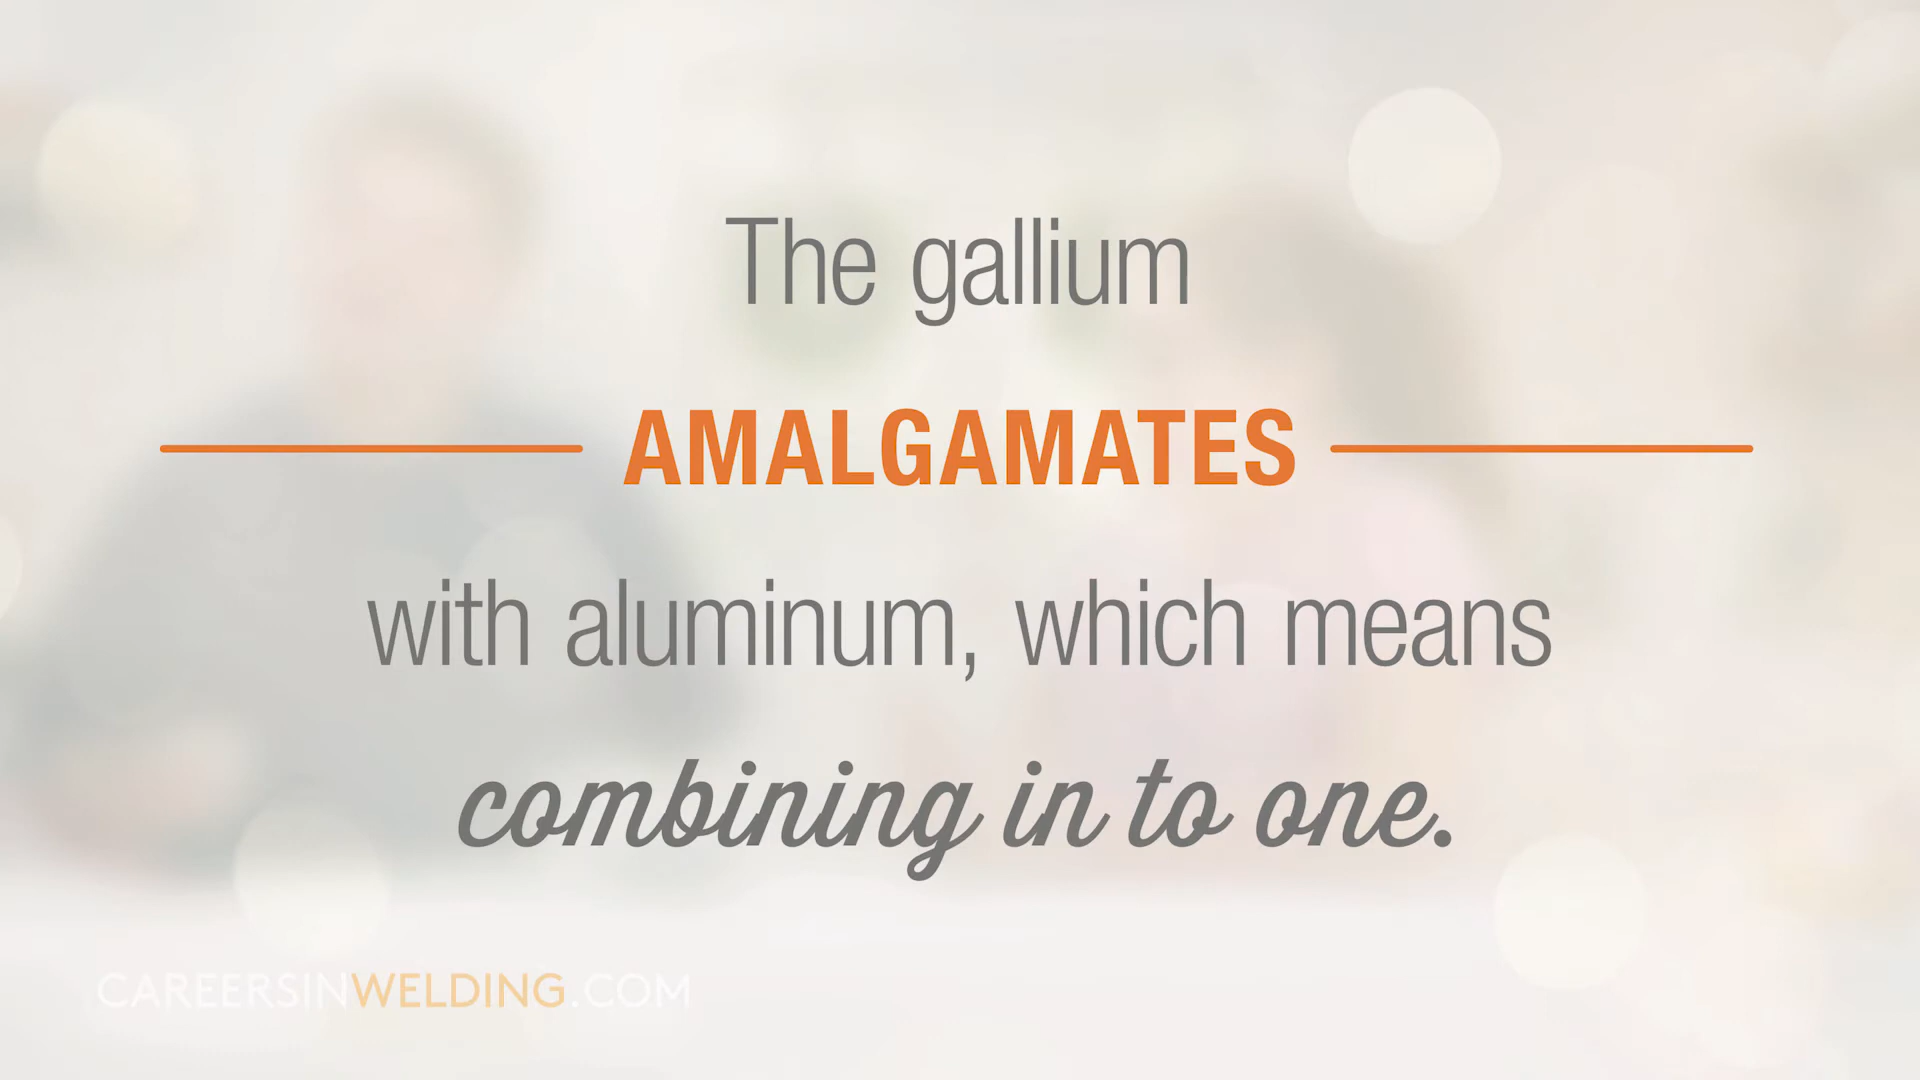 The gallium
AMALGAMATES
with aluminum, which means
combining in to one.
CAREERSINWELDING.COM